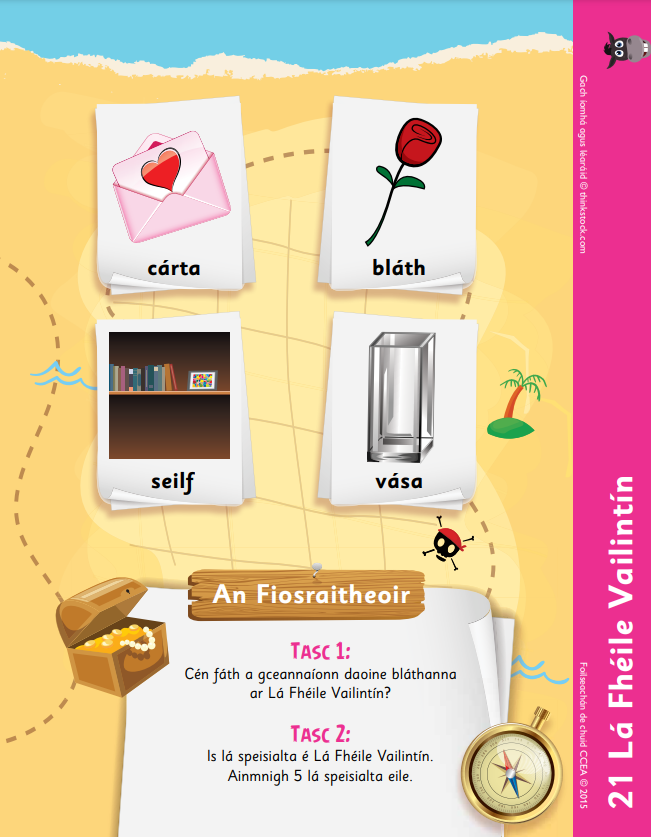 cárta
bláth
seilf
vása
An Fiosraitheoir
Tasc 1:
Cén fáth a gceannaíonn daoine bláthanna
ar Lá Fhéile Vailintín?
Tasc 2:
Is lá speisialta é Lá Fhéile Vailintín.
Ainmnigh 5 lá speisialta eile.
Gach íomhá agus léaráid © thinkstock.com
Foilseachán de chuid CCEA © 2015
21 Lá Fhéile Vailintín